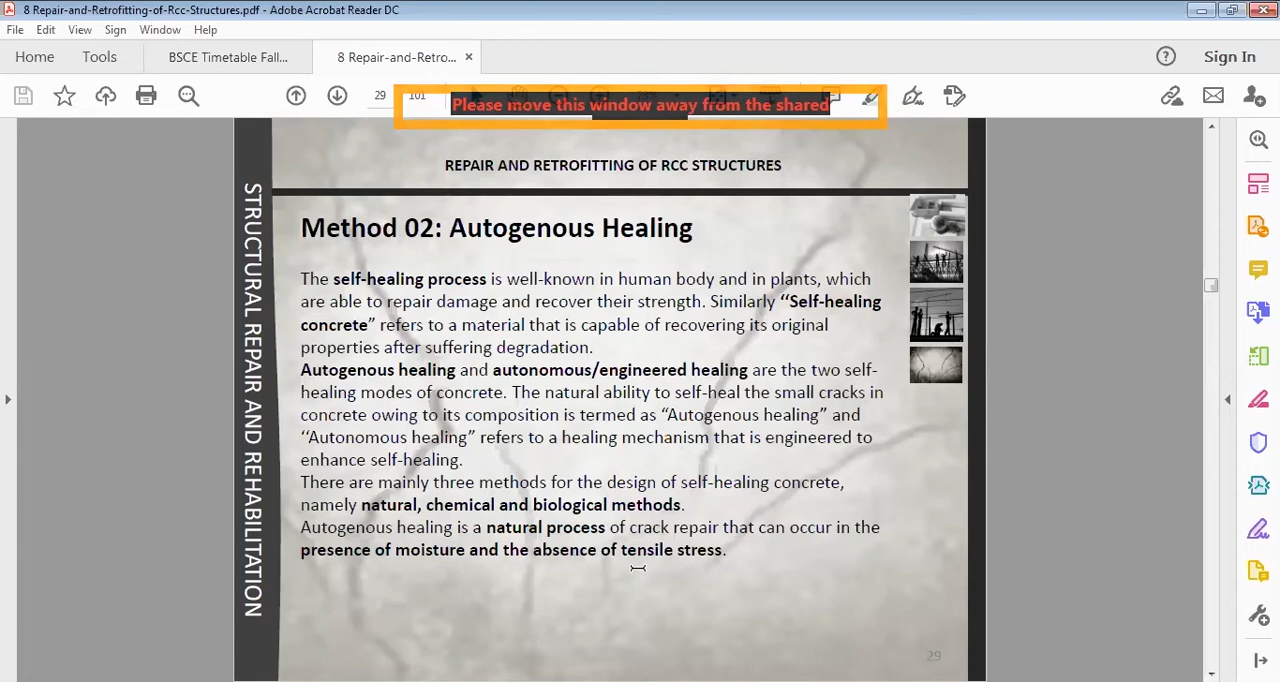 8 Repair-and-Retrofitting-of-Rcc-Structures.pdf - Adobe Acrobat Reader DC
File Edit View Sign Window Help
Home Tools BSCE Timetable Fall... 8 Repair-and-Retro... × Sign In
29 101
Please move this window away from the shared
REPAIR AND RETROFITTING OF RCC STRUCTURES
STRUCTURAL REPAIR AND REHABILITATION
Method 02: Autogenous Healing
The self-healing process is well-known in human body and in plants, which
are able to repair damage and recover their strength. Similarly “Self-healing
concrete” refers to a material that is capable of recovering its original
properties after suffering degradation.
Autogenous healing and autonomous/engineered healing are the two self-
healing modes of concrete. The natural ability to self-heal the small cracks in
concrete owing to its composition is termed as “Autogenous healing” and
“Autonomous healing” refers to a healing mechanism that is engineered to
enhance self-healing.
There are mainly three methods for the design of self-healing concrete,
namely natural, chemical and biological methods.
Autogenous healing is a natural process of crack repair that can occur in the
presence of moisture and the absence of tensile stress.
29